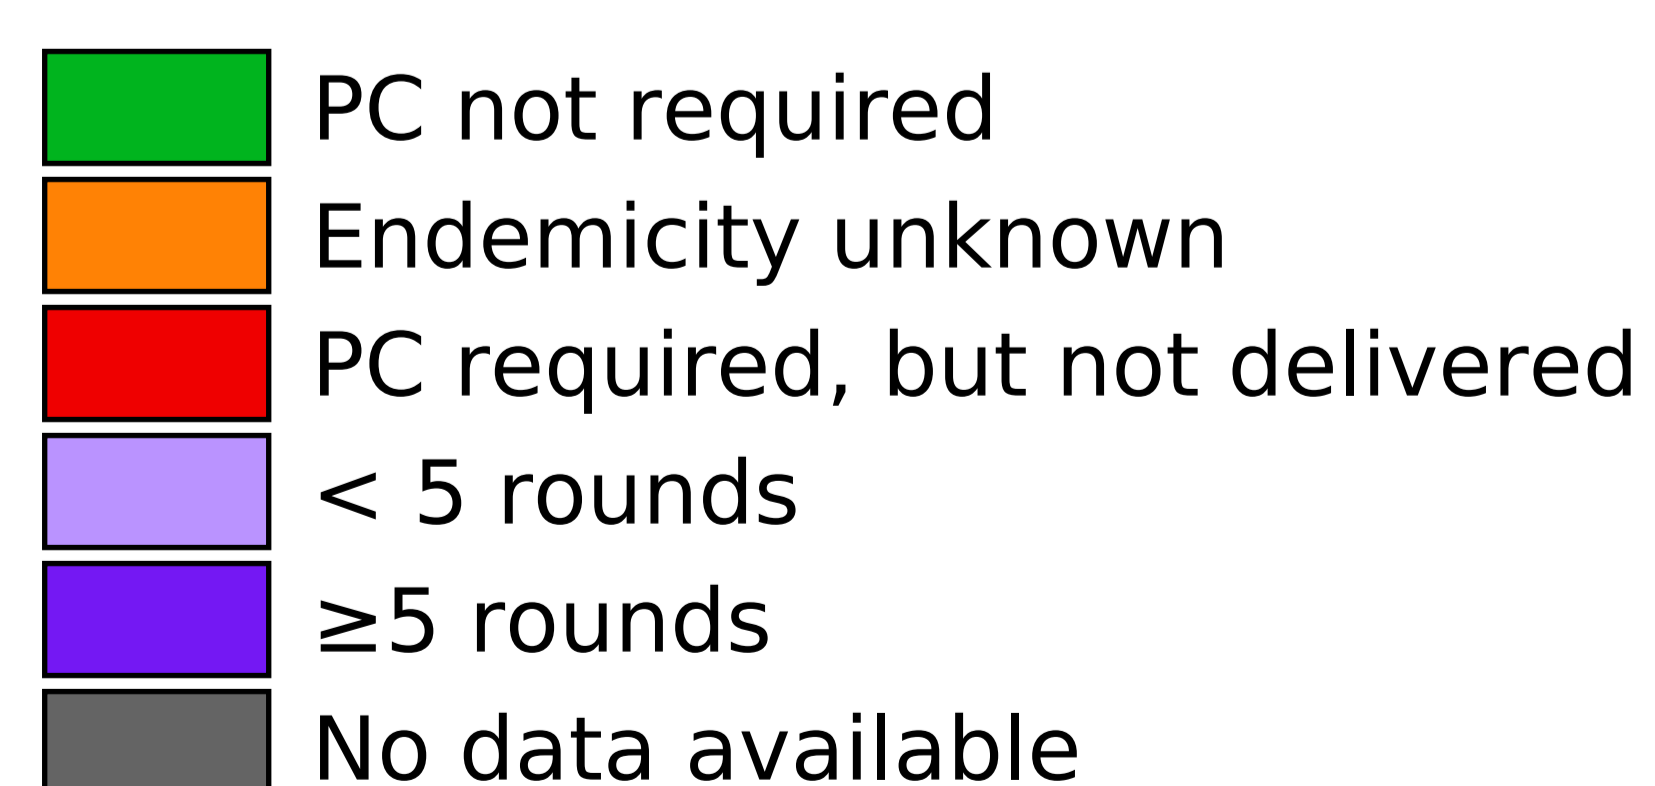 PC not required
Endemicity unknown
PC required, but not delivered
< 5 rounds
≥5 rounds
No data available